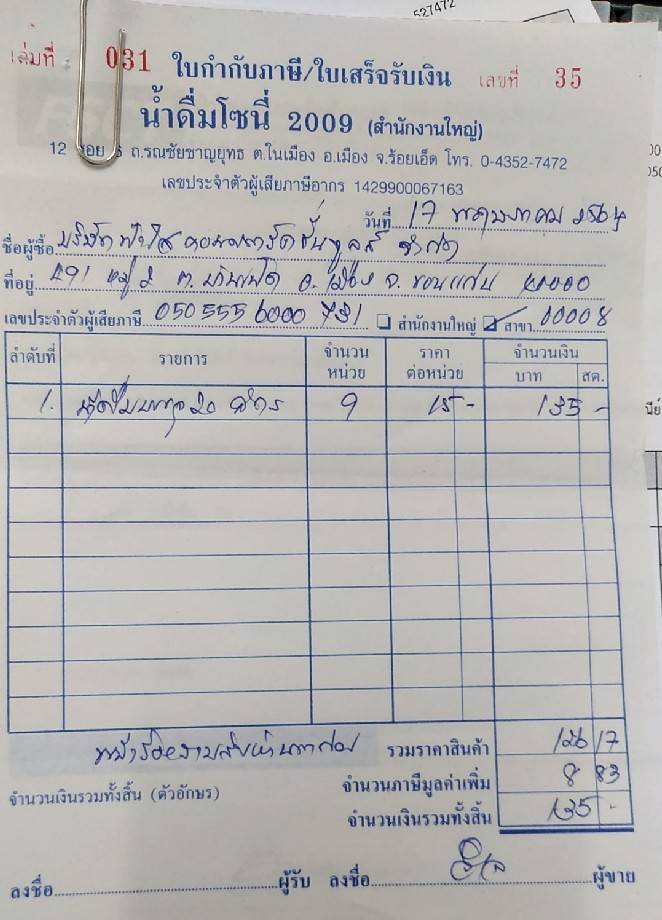 527472
เล่มที่ 031 ใบกำกับภาษี/ใบเสร็จรับเงิน เลขที่ 35
น้ำดื่มโซนี่ 2009 (สำนักงานใหญ่)
12 ซอย 6 ถ.รณชัยชาญยุทธ ต.ในเมือง อ.เมือง จ.ร้อยเอ็ด โทร. 0-4352-7472
เลขประจำตัวผู้เสียภาษีอากร 1429900067163
วันที่ 17 พฤษภาคม 2564
ชื่อผู้ซื้อ บริษัท จำกัด
ที่อยู่ 491 หมู่ 2 ต. บ้านเป็ด อ. เมือง จ. ขอนแก่น 40000
เลขประจำตัวผู้เสียภาษี 050 555 6000 731 สำนักงานใหญ่ สาขา 00008
ลำดับที่ รายการ จำนวนหน่วย ราคาต่อหน่วย จำนวนเงิน
บาท สต.
1. น้ำดื่มขนาด 20 ลิตร 9 15 - 135 -
หนึ่งร้อยสามสิบห้าบาทถ้วน รวมราคาสินค้า 126 17
จำนวนภาษีมูลค่าเพิ่ม 8 83
จำนวนเงินรวมทั้งสิ้น (ตัวอักษร)
จำนวนเงินรวมทั้งสิ้น 135 -
ลงชื่อ ผู้รับ ลงชื่อ ผู้ขาย